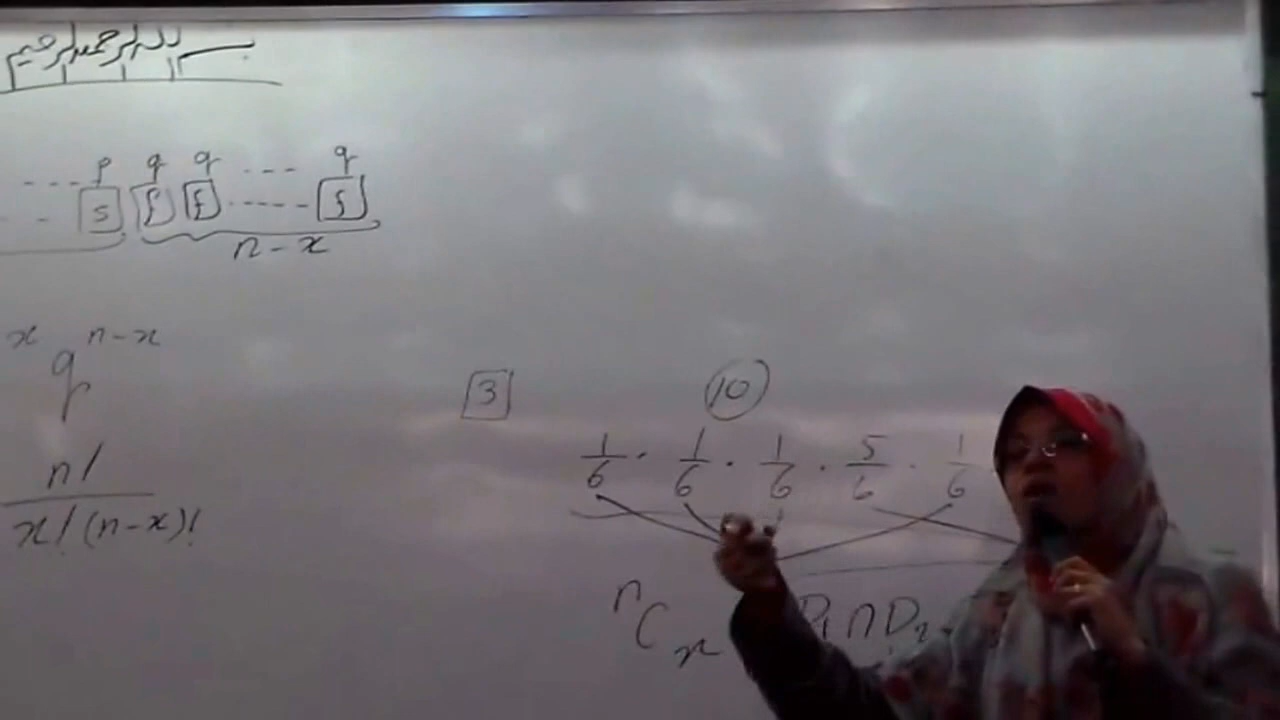 بسم الله الرحمن الرحيم
---- p q q ---- q
-- s f f ----- f
n - x
x q n-x
3 10
1/6 · 1/6 · 1/6 · 5/6 · 1/6
n!
x! (n-x)!
nCx D₁∩D₂